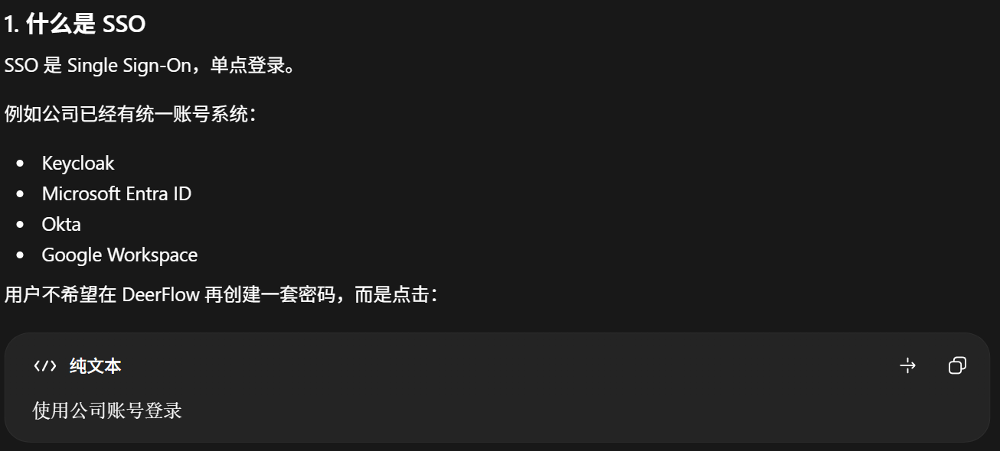 1. 什么是 SSO
SSO 是 Single Sign-On，单点登录。
例如公司已经有统一账号系统：
Keycloak
Microsoft Entra ID
Okta
Google Workspace
用户不希望在 DeerFlow 再创建一套密码，而是点击：
纯文本
使用公司账号登录